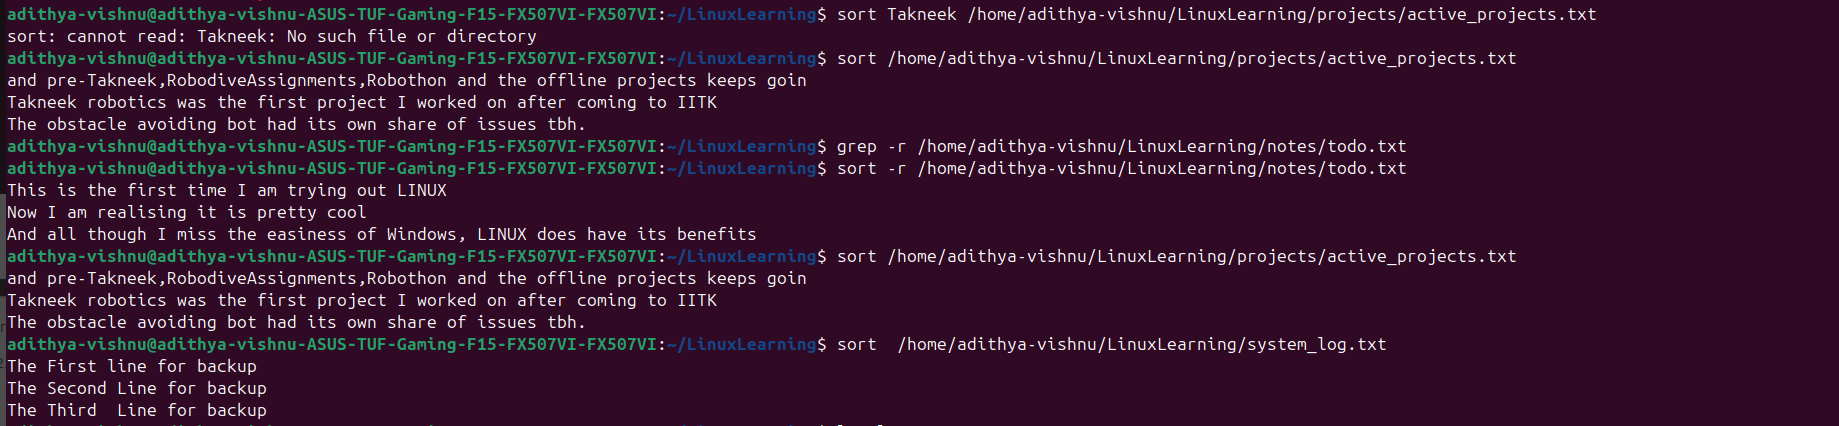 adithya-vishnu@adithya-vishnu-ASUS-TUF-Gaming-F15-FX507VI-FX507VI:~/LinuxLearning$ sort Takneek /home/adithya-vishnu/LinuxLearning/projects/active_projects.txt
sort: cannot read: Takneek: No such file or directory
adithya-vishnu@adithya-vishnu-ASUS-TUF-Gaming-F15-FX507VI-FX507VI:~/LinuxLearning$ sort /home/adithya-vishnu/LinuxLearning/projects/active_projects.txt
and pre-Takneek,RobodiveAssignments,Robothon and the offline projects keeps goin
Takneek robotics was the first project I worked on after coming to IITK
The obstacle avoiding bot had its own share of issues tbh.
adithya-vishnu@adithya-vishnu-ASUS-TUF-Gaming-F15-FX507VI-FX507VI:~/LinuxLearning$ grep -r /home/adithya-vishnu/LinuxLearning/notes/todo.txt
adithya-vishnu@adithya-vishnu-ASUS-TUF-Gaming-F15-FX507VI-FX507VI:~/LinuxLearning$ sort -r /home/adithya-vishnu/LinuxLearning/notes/todo.txt
This is the first time I am trying out LINUX
Now I am realising it is pretty cool
And all though I miss the easiness of Windows, LINUX does have its benefits
adithya-vishnu@adithya-vishnu-ASUS-TUF-Gaming-F15-FX507VI-FX507VI:~/LinuxLearning$ sort /home/adithya-vishnu/LinuxLearning/projects/active_projects.txt
and pre-Takneek,RobodiveAssignments,Robothon and the offline projects keeps goin
Takneek robotics was the first project I worked on after coming to IITK
The obstacle avoiding bot had its own share of issues tbh.
adithya-vishnu@adithya-vishnu-ASUS-TUF-Gaming-F15-FX507VI-FX507VI:~/LinuxLearning$ sort  /home/adithya-vishnu/LinuxLearning/system_log.txt
The First line for backup
The Second Line for backup
The Third  Line for backup